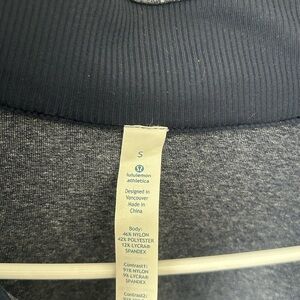 S
lululemon
athletica
Designed in
Vancouver
Made in
China
Body:
46% NYLON
42% POLYESTER
12% LYCRA®
SPANDEX
Contrast1:
91% NYLON
9% LYCRA®
SPANDEX
Contrast2: